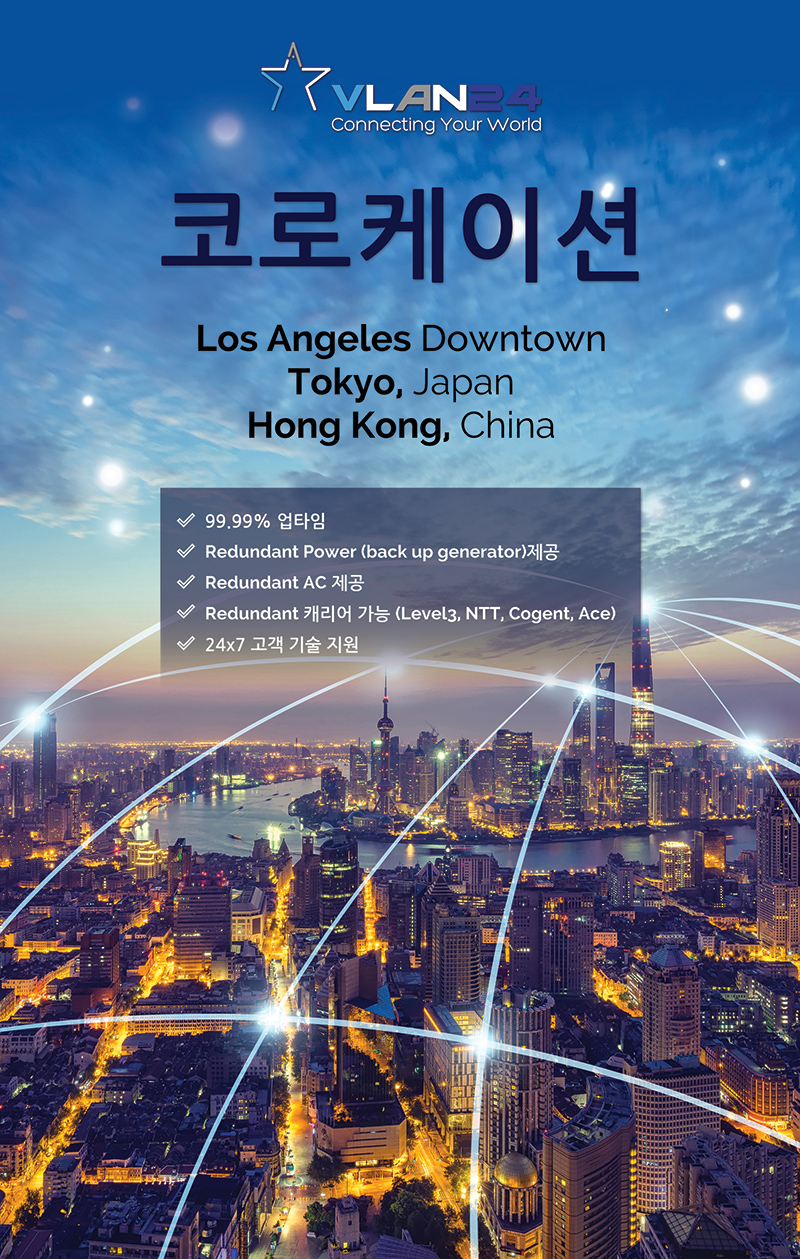 VLAN24
Connecting Your World
코로케이션
Los Angeles Downtown
Tokyo, Japan
Hong Kong, China
99.99% 업타임
Redundant Power (back up generator)제공
Redundant AC 제공
Redundant 캐리어 가능 (Level3, NTT, Cogent, Ace)
24x7 고객 기술 지원